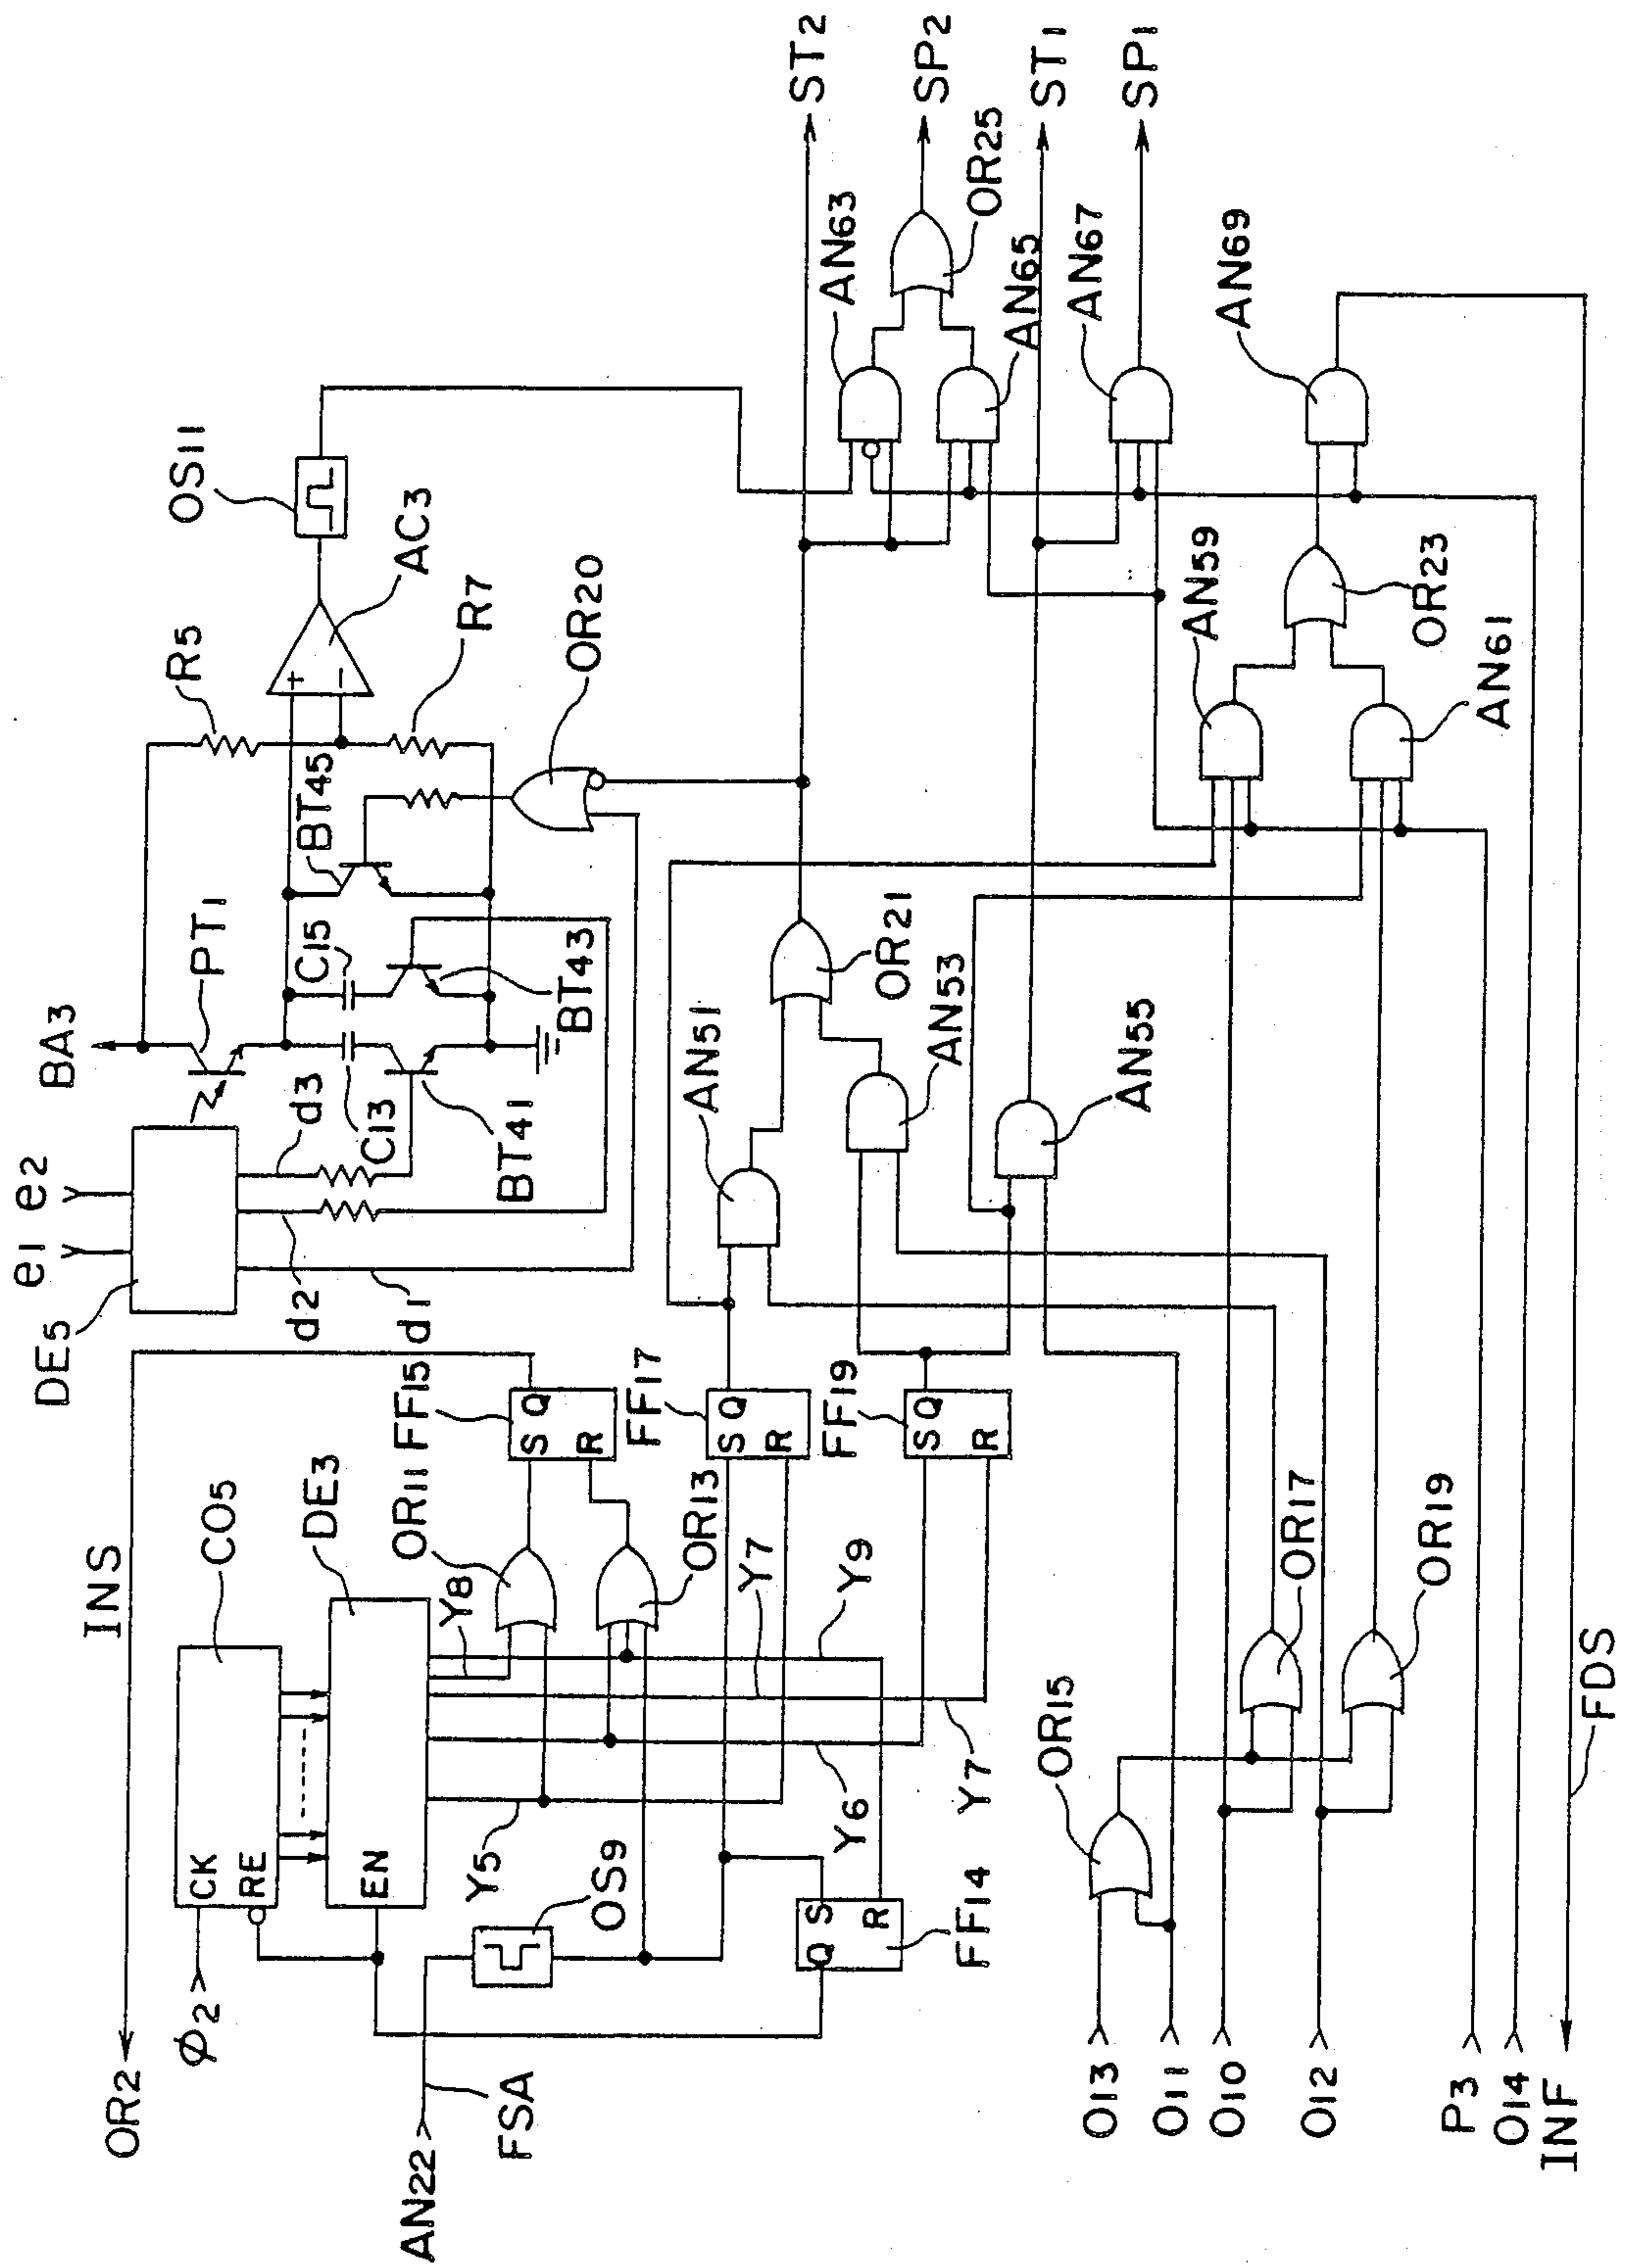 BA3
PT1
R5
OS11
AC3
R7
OR20
BT45
C15
BT43
C13
BT41
e1
e2
DE5
d3
d2
d1
+
−
INS
OR2
CO5
CK
RE
Φ2
DE3
EN
Y8
OR11
FF15
S
Q
R
OR13
Y7
Y9
Y5
OS9
Y6
Y7
FF17
S
Q
R
FF19
S
Q
R
FF14
Q
S
R
AN22
FSA
AN51
OR21
AN53
AN55
ST2
AN63
SP2
OR25
AN65
ST1
AN67
SP1
AN69
AN59
OR23
AN61
OR15
OR17
OR19
O13
O11
O10
O12
P3
O14
INF
FDS